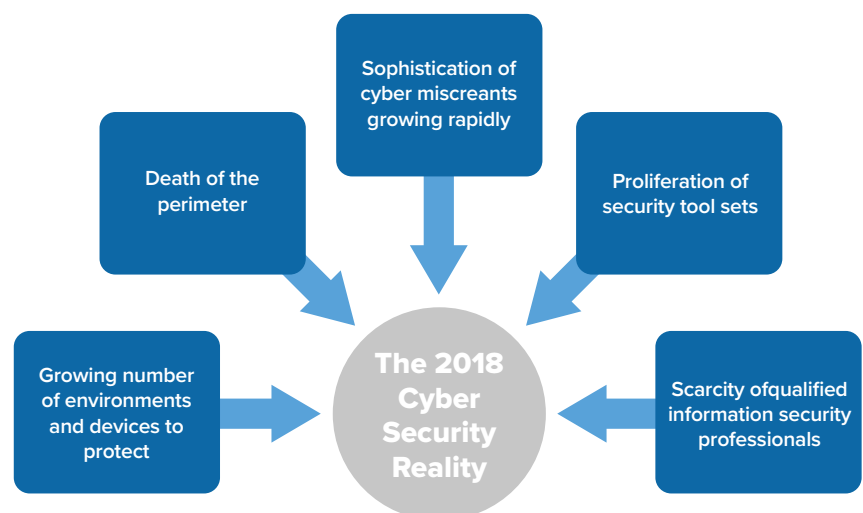 Sophistication of
cyber miscreants
growing rapidly
Death of the
perimeter
Proliferation of
security tool sets
Growing number
of environments
and devices to
protect
The 2018
Cyber
Security
Reality
Scarcity ofqualified
information security
professionals